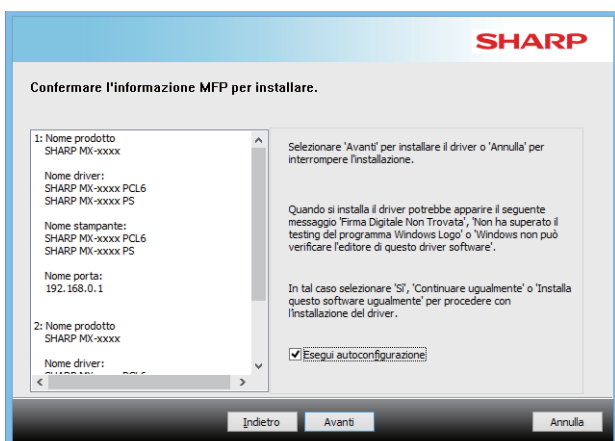 SHARP
Confermare l'informazione MFP per installare.
1: Nome prodotto
SHARP MX-xxxx
Nome driver:
SHARP MX-xxxx PCL6
SHARP MX-xxxx PS
Nome stampante:
SHARP MX-xxxx PCL6
SHARP MX-xxxx PS
Nome porta:
192.168.0.1
2: Nome prodotto
SHARP MX-xxxx
Nome driver:
Selezionare 'Avanti' per installare il driver o 'Annulla' per
interrompere l'installazione.
Quando si installa il driver potrebbe apparire il seguente
messaggio 'Firma Digitale Non Trovata', 'Non ha superato il
testing del programma Windows Logo' o 'Windows non può
verificare l'editore di questo driver software'.
In tal caso selezionare 'Sì', 'Continuare ugualmente' o 'Installa
questo software ugualmente' per procedere con
l'installazione del driver.
Esegui autoconfigurazione
Indietro
Avanti
Annulla